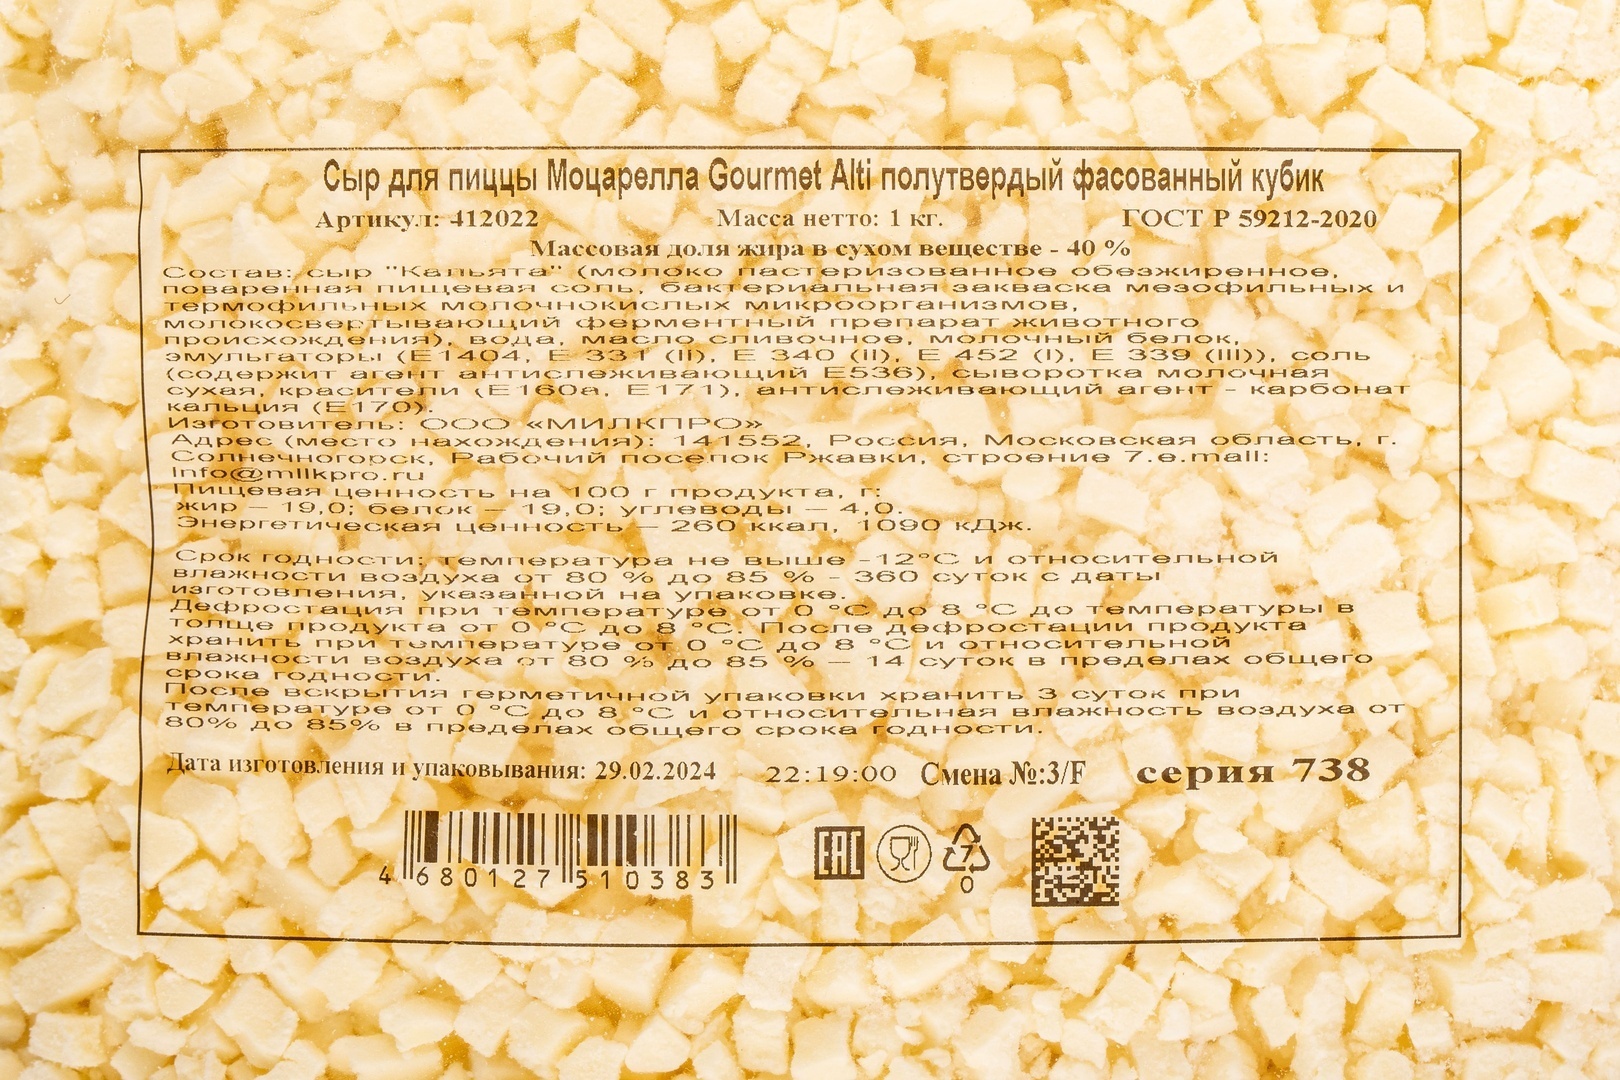 Сыр для пиццы Моцарелла Gourmet Alti полутвердый фасованный кубик
Артикул: 412022 Масса нетто: 1 кг. ГОСТ Р 59212-2020
Массовая доля жира в сухом веществе - 40 %
Состав: сыр "Кальята" (молоко пастеризованное обезжиренное,
поваренная пищевая соль, бактериальная закваска мезофильных и
термофильных молочнокислых микроорганизмов,
молокосвертывающий ферментный препарат животного
происхождения), вода, масло сливочное, молочный белок,
эмульгаторы (Е1404, Е 331 (II), Е 340 (II), Е 452 (I), Е 339 (III)), соль
(содержит агент антислеживающий Е536), сыворотка молочная
сухая, красители (Е160а, Е171), антислеживающий агент - карбонат
кальция (Е170).
Изготовитель: ООО «МИЛКПРО»
Адрес (место нахождения): 141552, Россия, Московская область, г.
Солнечногорск, Рабочий поселок Ржавки, строение 7.e.mail:
info@milkpro.ru
Пищевая ценность на 100 г продукта, г:
жир – 19,0; белок – 19,0; углеводы – 4,0.
Энергетическая ценность – 260 ккал, 1090 кДж.
Срок годности: температура не выше -12°С и относительной
влажности воздуха от 80 % до 85 % - 360 суток с даты
изготовления, указанной на упаковке.
Дефростация при температуре от 0 °С до 8 °С до температуры в
толще продукта от 0 °С до 8 °С. После дефростации продукта
хранить при температуре от 0 °С до 8 °С и относительной
влажности воздуха от 80 % до 85 % – 14 суток в пределах общего
срока годности.
После вскрытия герметичной упаковки хранить 3 суток при
температуре от 0 °С до 8 °С и относительная влажность воздуха от
80% до 85% в пределах общего срока годности.
Дата изготовления и упаковывания: 29.02.2024 22:19:00 Смена №:3/F серия 738
4 680127 510383 EAC 7
0